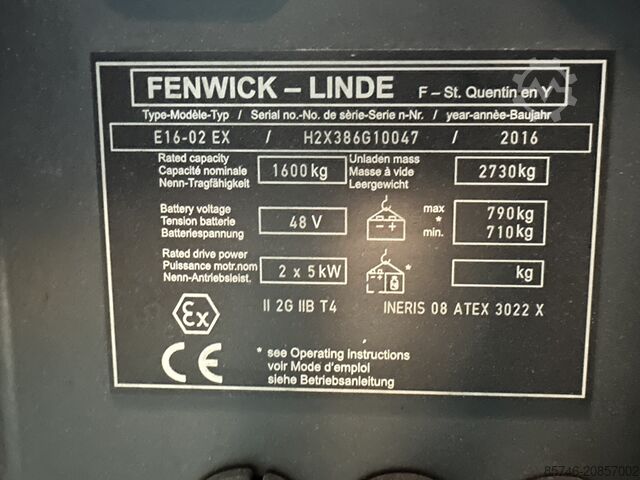 FENWICK – LINDE F – St. Quentin en Y
Type-Modèle-Typ / Serial no.-No. de sèrie-Serie n-Nr. / year-annèe-Baujahr
E16-02 EX / H2X386G10047 / 2016
Rated capacity
Capacité nominale
Nenn-Tragfähigkeit
1600 kg
Unladen mass
Masse à vide
Leergewicht
2730kg
Battery voltage
Tension batterie
Batteriespannung
48 V
max
*
min.
790kg
710kg
Rated drive power
Puissance motr.nom
Nenn-Antriebsleist.
2 x 5kW
*
kg
Ex
II 2G IIB T4
INERIS 08 ATEX 3022 X
CE
* see Operating instructions
voir Mode d'emploi
siehe Betriebsanleitung
85746-20857002